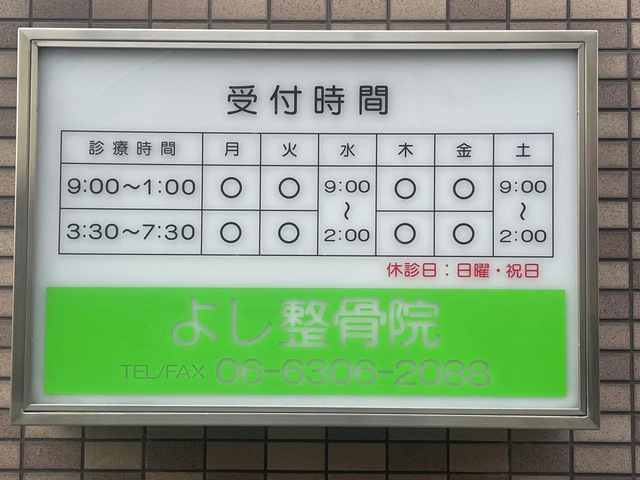 受付時間
診療時間 月 火 水 木 金 土
9:00～1:00 ○ ○ 9:00～2:00 ○ ○ 9:00～2:00
3:30～7:30 ○ ○ ○ ○
休診日：日曜・祝日
よし整骨院
TEL/FAX 06-6306-2088